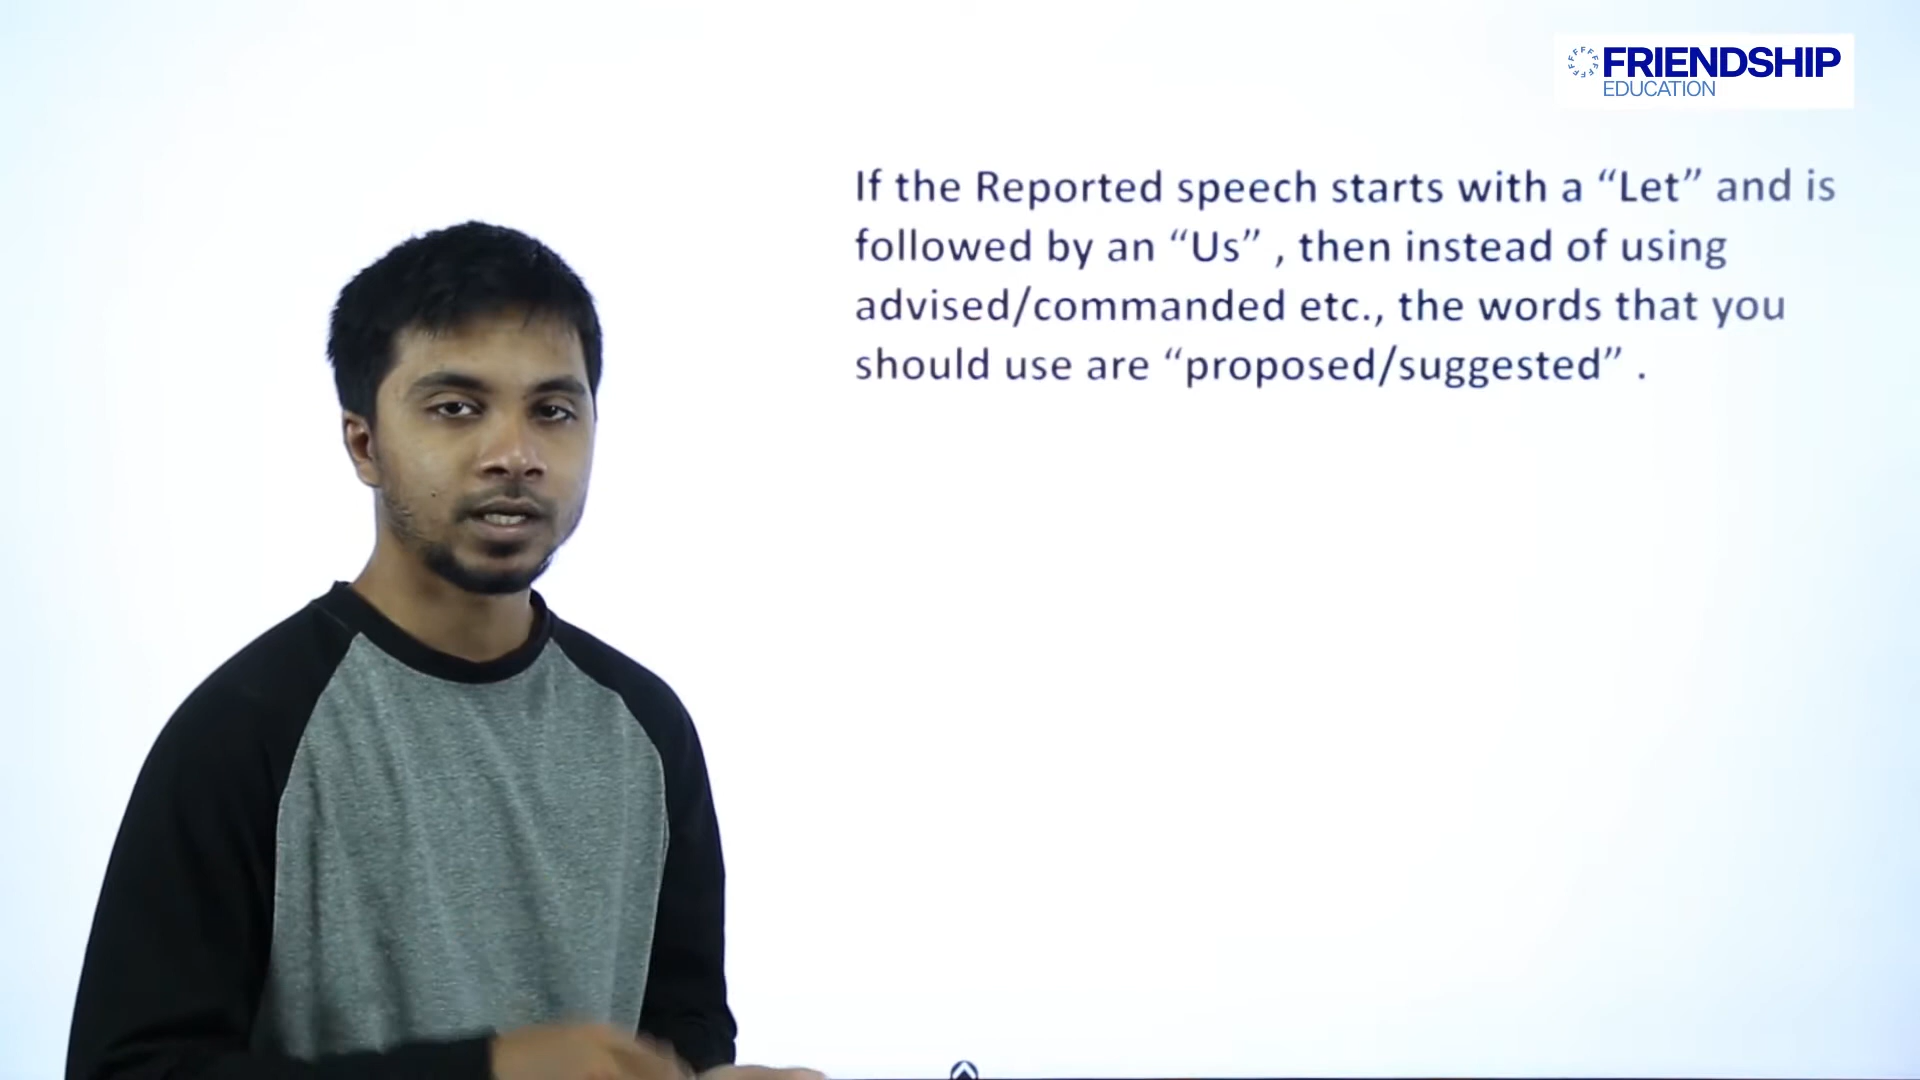 FRIENDSHIP
EDUCATION
If the Reported speech starts with a “Let” and is
followed by an “Us” , then instead of using
advised/commanded etc., the words that you
should use are “proposed/suggested” .